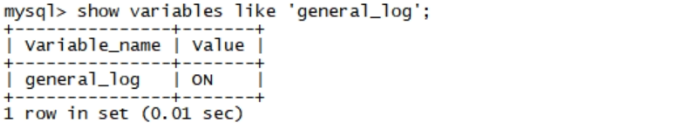 mysql> show variables like 'general_log';
+---------------+-------+
| Variable_name | Value |
+---------------+-------+
| general_log   | ON    |
+---------------+-------+
1 row in set (0.01 sec)